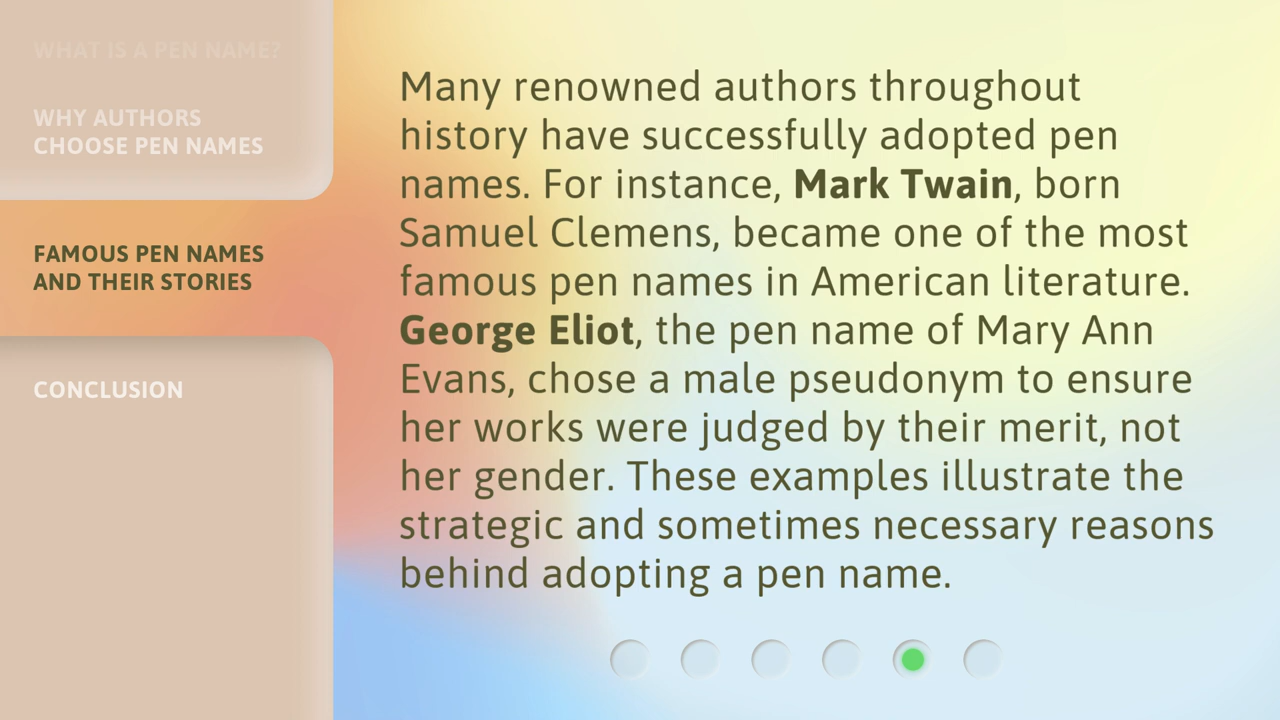 WHAT IS A PEN NAME?
WHY AUTHORS
CHOOSE PEN NAMES
FAMOUS PEN NAMES
AND THEIR STORIES
CONCLUSION
Many renowned authors throughout
history have successfully adopted pen
names. For instance, Mark Twain, born
Samuel Clemens, became one of the most
famous pen names in American literature.
George Eliot, the pen name of Mary Ann
Evans, chose a male pseudonym to ensure
her works were judged by their merit, not
her gender. These examples illustrate the
strategic and sometimes necessary reasons
behind adopting a pen name.